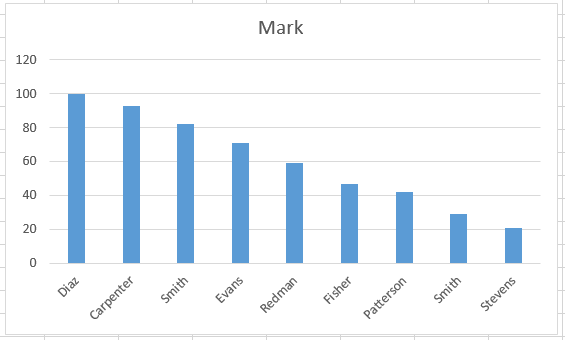 Mark
120
100
80
60
40
20
0
Diaz
Carpenter
Smith
Evans
Redman
Fisher
Patterson
Smith
Stevens